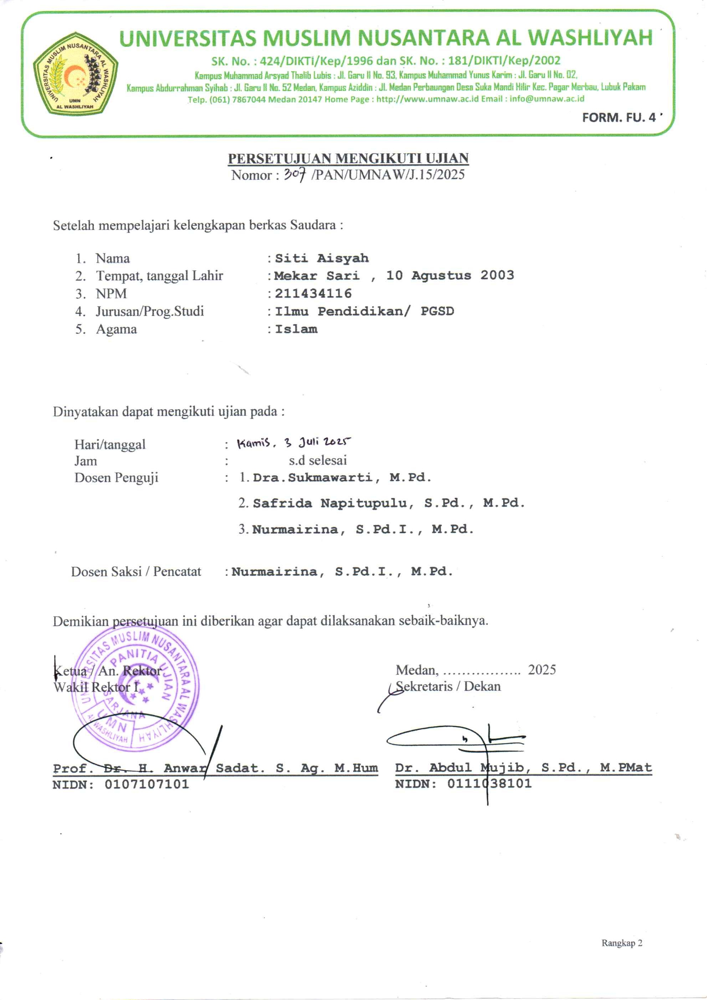 UNIVERSITAS MUSLIM NUSANTARA AL WASHLIYAH
SK. No. : 424/DIKTI/Kep/1996 dan SK. No. : 181/DIKTI/Kep/2002
Kampus Muhammad Arsyad Thalib Lubis : Jl. Garu II No. 93, Kampus Muhammad Yunus Karim : Jl. Garu II No. 02,
Kampus Abdurrahman Syihab : Jl. Garu II No. 52 Medan, Kampus Aziddin : Jl. Medan Perbaungan Desa Suka Mandi Hilir Kec. Pagar Merbau, Lubuk Pakam
Telp. (061) 7867044 Medan 20147 Home Page : http://www.umnaw.ac.id Email : info@umnaw.ac.id
UNIVERSITAS MUSLIM NUSANTARA AL WASHLIYAH
UMN
AL WASHLIYAH
FORM. FU. 4
PERSETUJUAN MENGIKUTI UJIAN
Nomor : 307 /PAN/UMNAW/J.15/2025
Setelah mempelajari kelengkapan berkas Saudara :
1. Nama : Siti Aisyah
2. Tempat, tanggal Lahir : Mekar Sari , 10 Agustus 2003
3. NPM : 211434116
4. Jurusan/Prog.Studi : Ilmu Pendidikan/ PGSD
5. Agama : Islam
Dinyatakan dapat mengikuti ujian pada :
Hari/tanggal : Kamis, 3 Juli 2025
Jam : s.d selesai
Dosen Penguji : 1. Dra.Sukmawarti, M.Pd.
2. Safrida Napitupulu, S.Pd., M.Pd.
3. Nurmairina, S.Pd.I., M.Pd.
Dosen Saksi / Pencatat : Nurmairina, S.Pd.I., M.Pd.
Demikian persetujuan ini diberikan agar dapat dilaksanakan sebaik-baiknya.
Ketua / An. Rektor
Wakil Rektor I
UNIVERSITAS MUSLIM NUSANTARA AL WASHLIYAH
PANITIA UJIAN
SARJANA
UMN
AL WASHLIYAH
Medan, ................. 2025
Sekretaris / Dekan
Prof. Dr. H. Anwar Sadat. S. Ag. M.Hum
NIDN: 0107107101
Dr. Abdul Mujib, S.Pd., M.PMat
NIDN: 0111038101
Rangkap 2